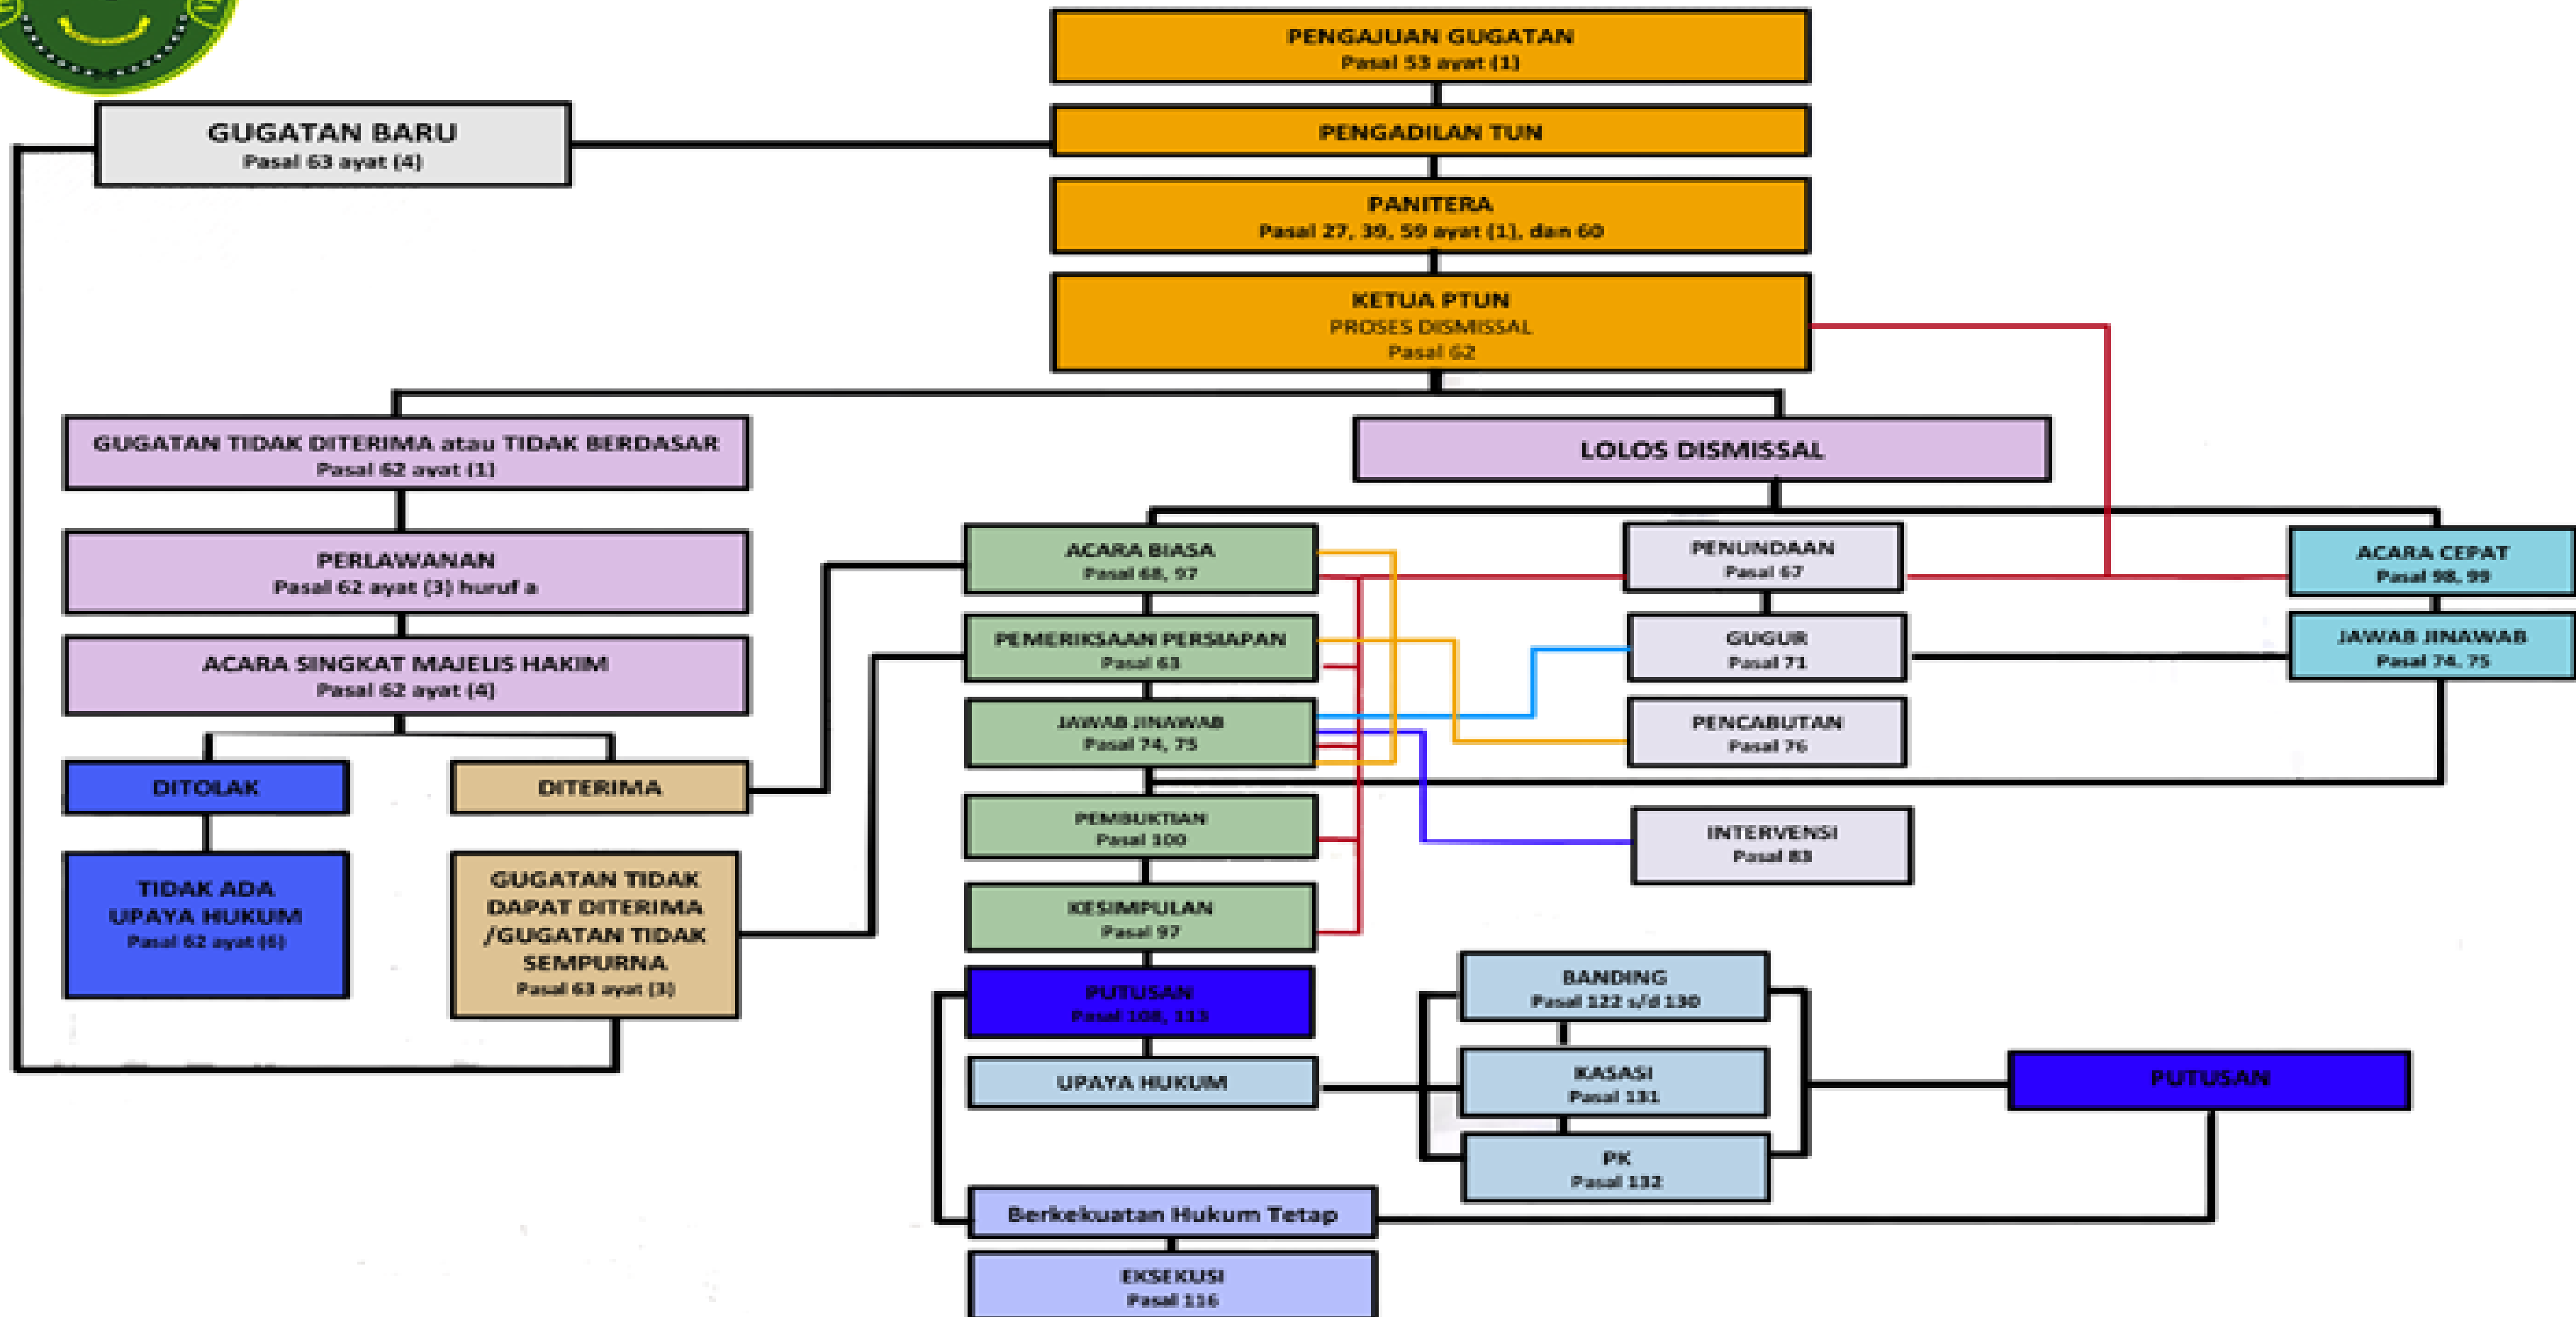 PENGAJUAN GUGATAN
Pasal 53 ayat (1)
GUGATAN BARU
Pasal 63 ayat (4)
PENGADILAN TUN
PANITERA
Pasal 27, 39, 59 ayat (1), dan 60
KETUA PTUN
PROSES DISMISSAL
Pasal 62
GUGATAN TIDAK DITERIMA atau TIDAK BERDASAR
Pasal 62 ayat (1)
LOLOS DISMISSAL
PERLAWANAN
Pasal 62 ayat (3) huruf a
ACARA SINGKAT MAJELIS HAKIM
Pasal 62 ayat (4)
DITOLAK
DITERIMA
TIDAK ADA
UPAYA HUKUM
Pasal 62 ayat (6)
GUGATAN TIDAK
DAPAT DITERIMA
/GUGATAN TIDAK
SEMPURNA
Pasal 63 ayat (3)
ACARA BIASA
Pasal 68, 97
PEMERIKSAAN PERSIAPAN
Pasal 63
JAWAB JINAWAB
Pasal 74, 75
PEMBUKTIAN
Pasal 100
KESIMPULAN
Pasal 97
PUTUSAN
Pasal 108, 113
UPAYA HUKUM
PENUNDAAN
Pasal 67
GUGUR
Pasal 71
PENCABUTAN
Pasal 76
INTERVENSI
Pasal 83
ACARA CEPAT
Pasal 98, 99
JAWAB JINAWAB
Pasal 74. 75
BANDING
Pasal 122 s/d 130
KASASI
Pasal 131
PK
Pasal 132
PUTUSAN
Berkekuatan Hukum Tetap
EKSEKUSI
Pasal 116